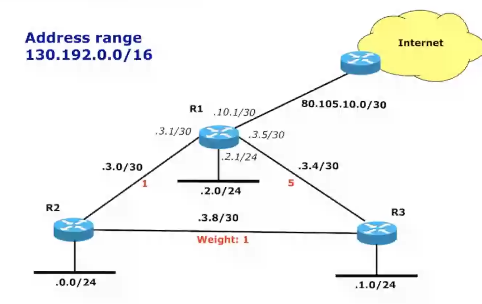 Address range
130.192.0.0/16
Internet
80.105.10.0/30
R1
.10.1/30
.3.1/30
.3.5/30
.2.1/24
.3.0/30
.3.4/30
1
.2.0/24
5
R2
.3.8/30
R3
Weight: 1
.0.0/24
.1.0/24